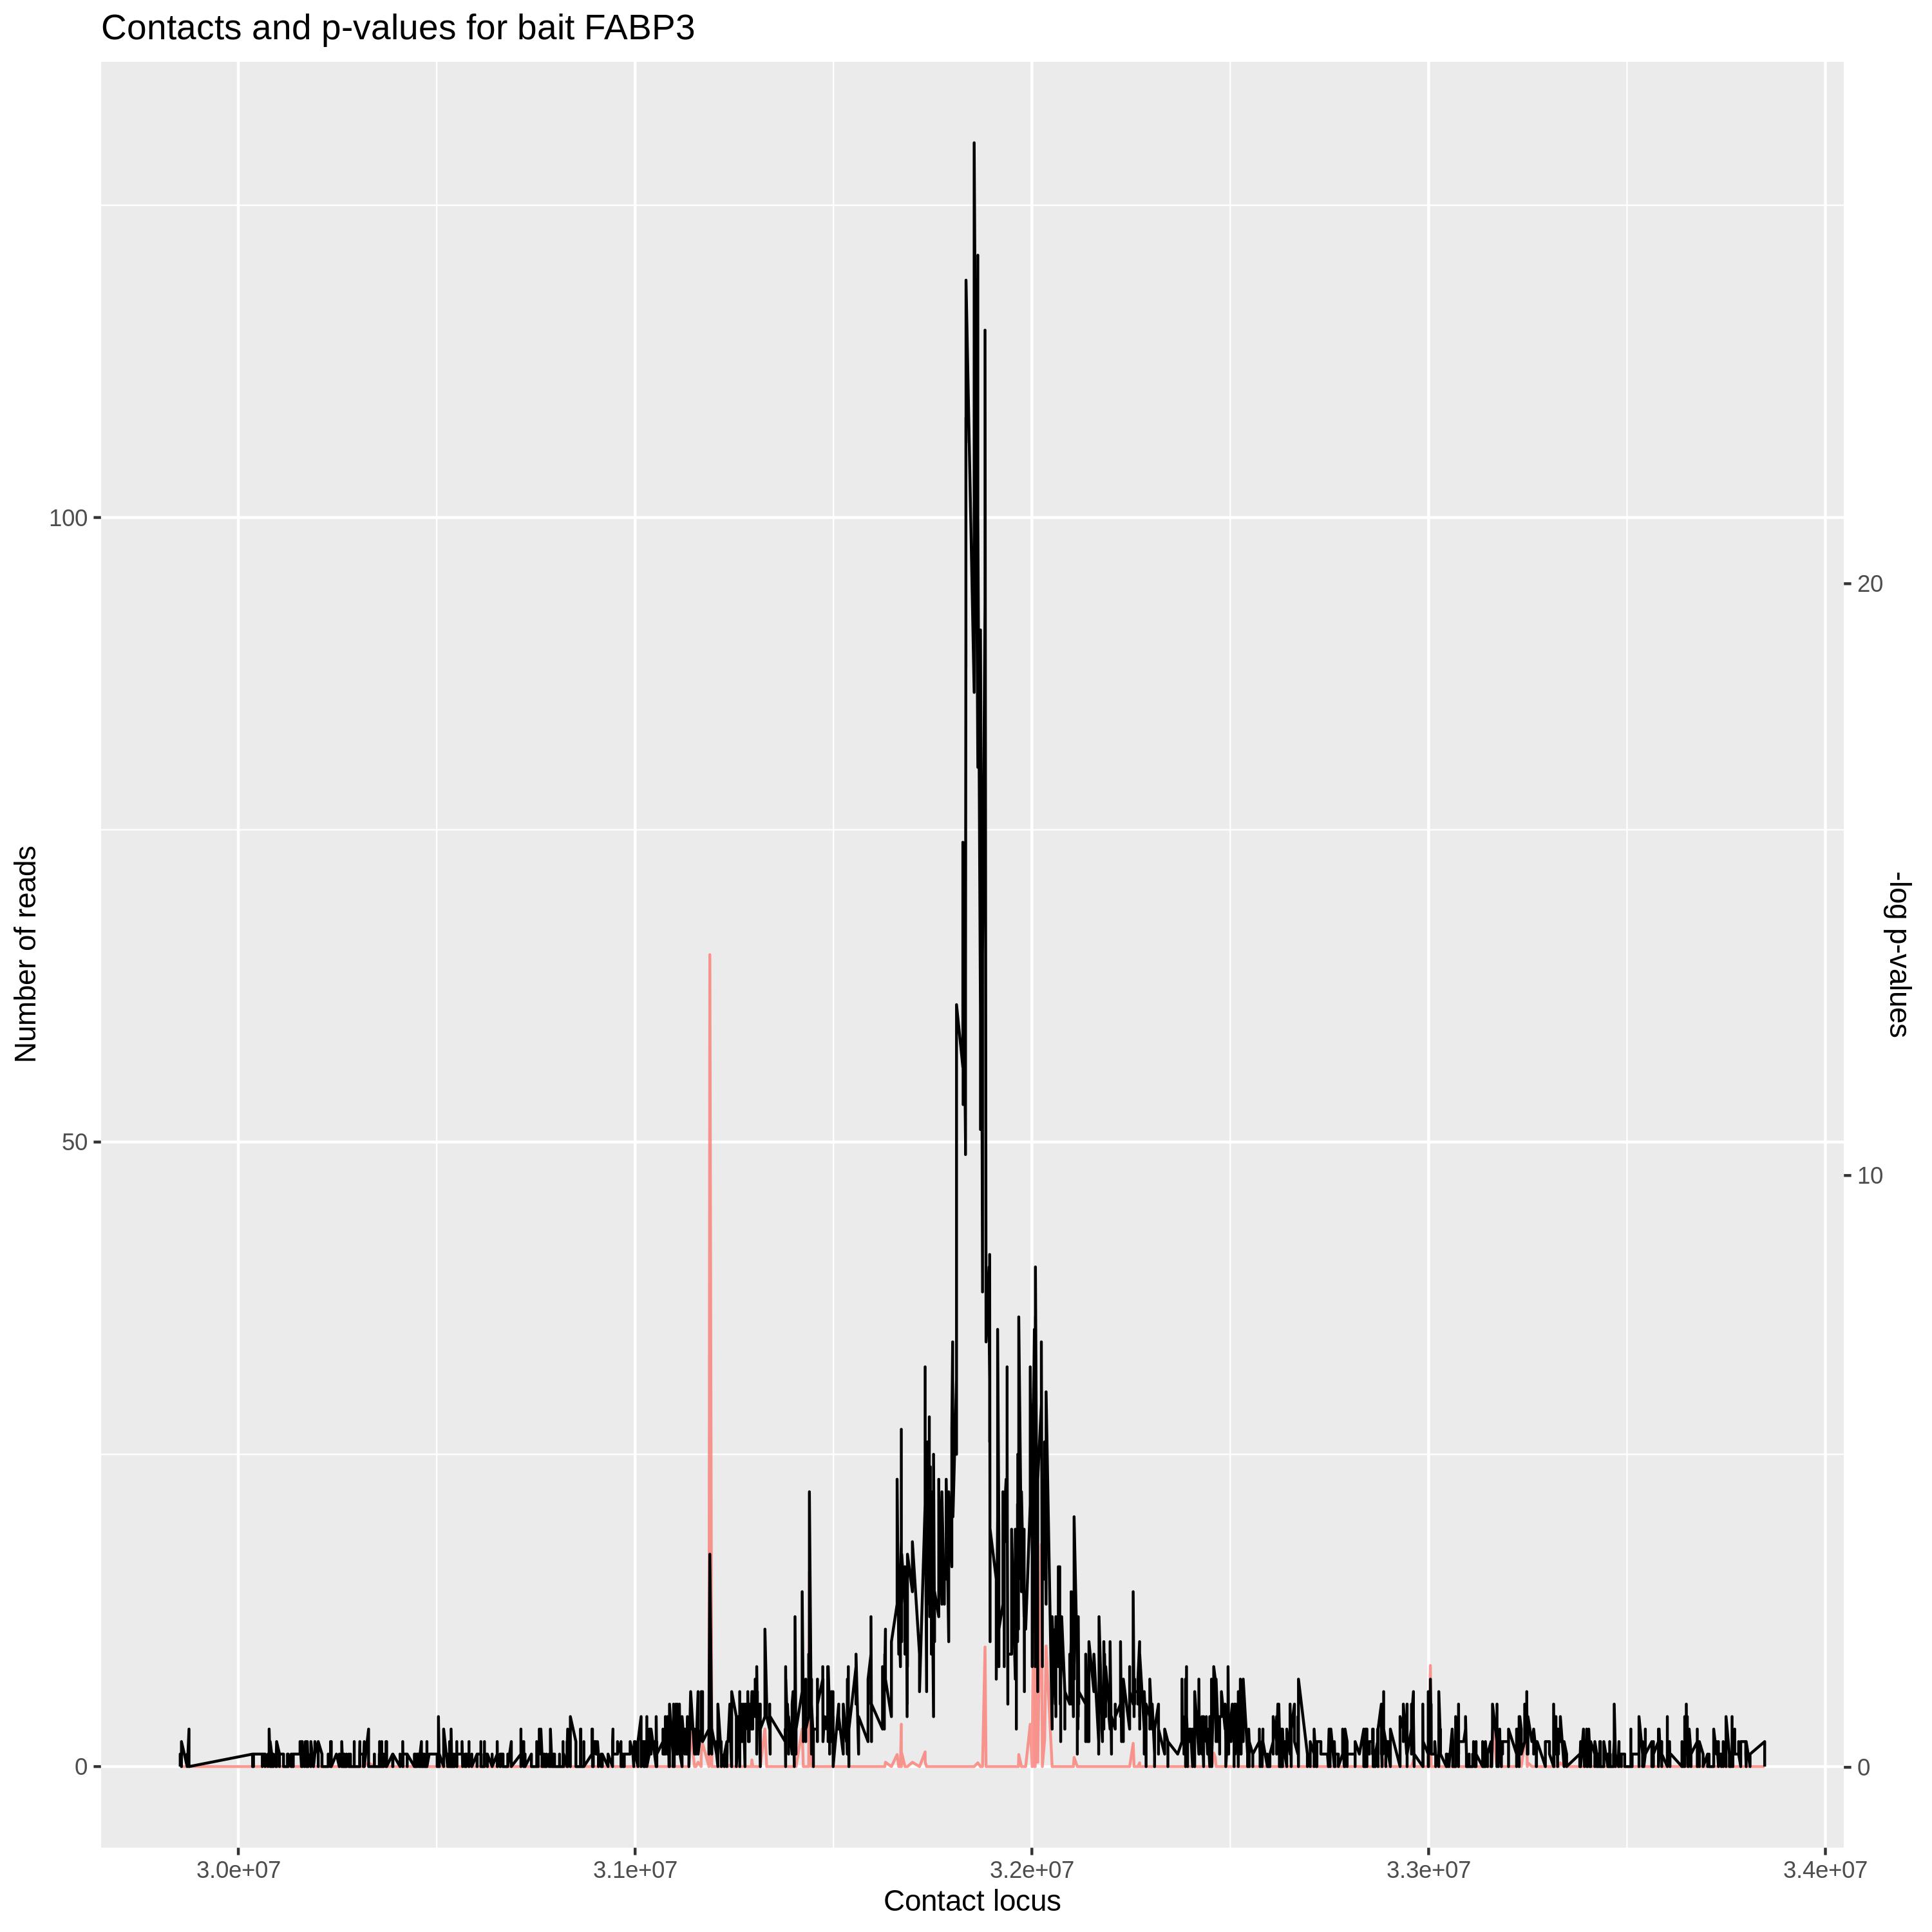 Contacts and p-values for bait FABP3
100
50
0
Number of reads
20
10
0
-log p-values
3.0e+07
3.1e+07
3.2e+07
3.3e+07
3.4e+07
Contact locus